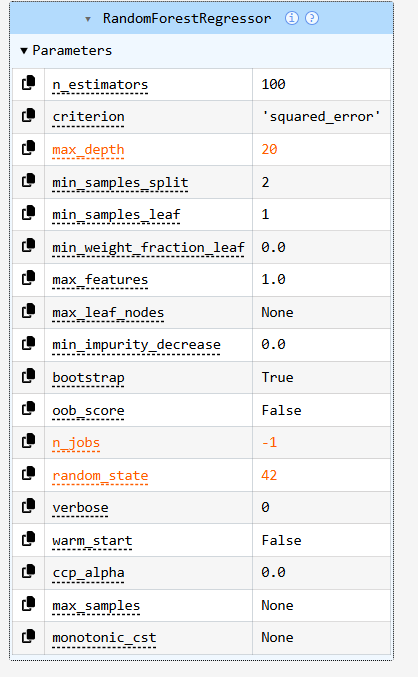 RandomForestRegressor
Parameters
n_estimators 100
criterion 'squared_error'
max_depth 20
min_samples_split 2
min_samples_leaf 1
min_weight_fraction_leaf 0.0
max_features 1.0
max_leaf_nodes None
min_impurity_decrease 0.0
bootstrap True
oob_score False
n_jobs -1
random_state 42
verbose 0
warm_start False
ccp_alpha 0.0
max_samples None
monotonic_cst None